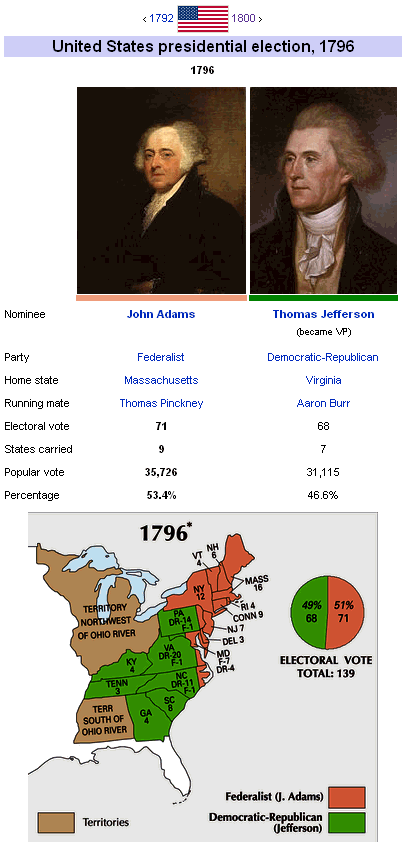 ‹ 1792 1800 ›
United States presidential election, 1796
1796
Nominee John Adams Thomas Jefferson
(became VP)
Party Federalist Democratic-Republican
Home state Massachusetts Virginia
Running mate Thomas Pinckney Aaron Burr
Electoral vote 71 68
States carried 9 7
Popular vote 35,726 31,115
Percentage 53.4% 46.6%
1796*
NH
6
VT
4
MASS
16
NY
12
RI 4
CONN 9
TERRITORY
NORTHWEST
OF OHIO RIVER
PA
DR-14
F-1
NJ 7
DEL 3
MD
F-7
DR-4
VA
DR-20
F-1
KY
4
NC
DR-11
F-1
TENN
3
SC
8
GA
4
TERR
SOUTH OF
OHIO RIVER
49%
68
51%
71
ELECTORAL VOTE
TOTAL: 139
Federalist (J. Adams)
Territories
Democratic-Republican
(Jefferson)